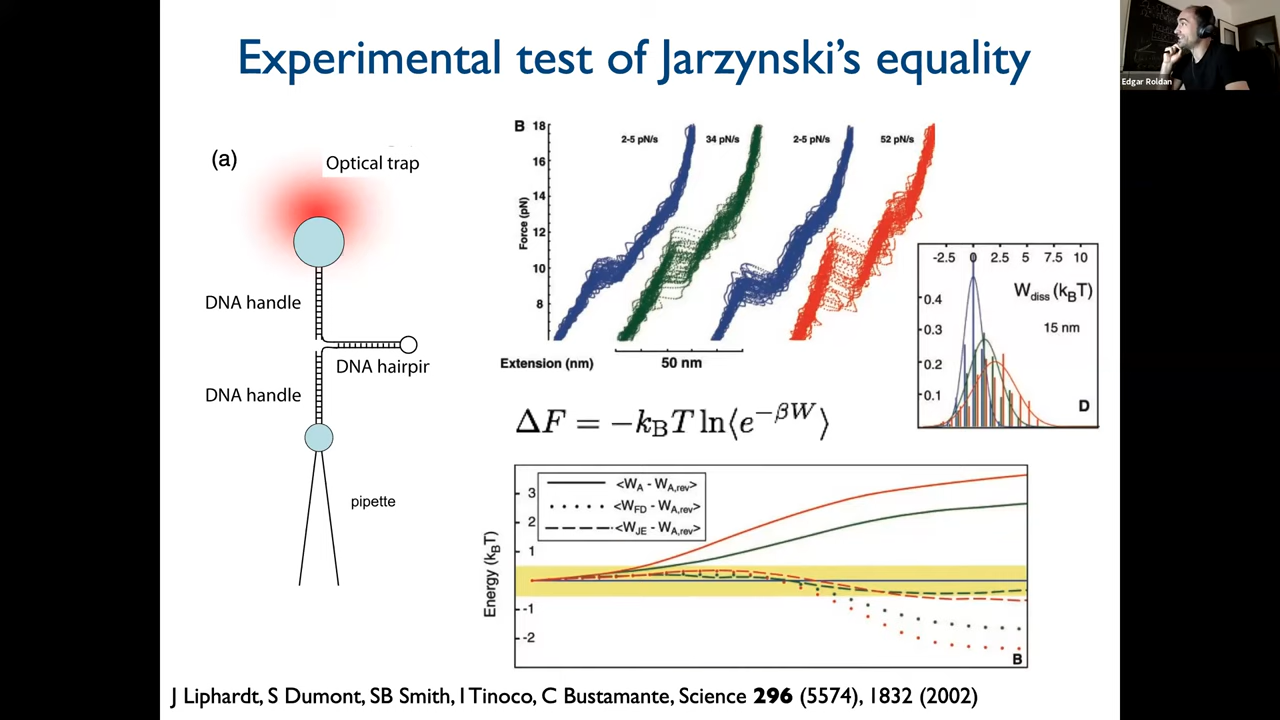 Experimental test of Jarzynski's equality
Edgar Roldan
(a)
Optical trap
DNA handle
DNA hairpir
DNA handle
pipette
B
18
16
14
12
10
8
Force (pN)
2-5 pN/s
34 pN/s
2-5 pN/s
52 pN/s
Extension (nm)
50 nm
-2.5 0 2.5 5 7.5 10
W_diss (k_BT)
15 nm
0.4
0.3
0.2
0.1
D
ΔF = −k_B T ln⟨e^{−βW}⟩
<W_A - W_A,rev>
<W_FD - W_A,rev>
<W_JE - W_A,rev>
3
2
1
-1
-2
Energy (k_BT)
B
J Liphardt, S Dumont, SB Smith, I Tinoco, C Bustamante, Science 296 (5574), 1832 (2002)